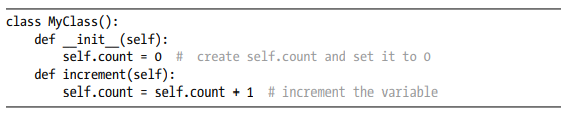 class MyClass():
    def __init__(self):
        self.count = 0  #  create self.count and set it to 0
    def increment(self):
        self.count = self.count + 1  # increment the variable